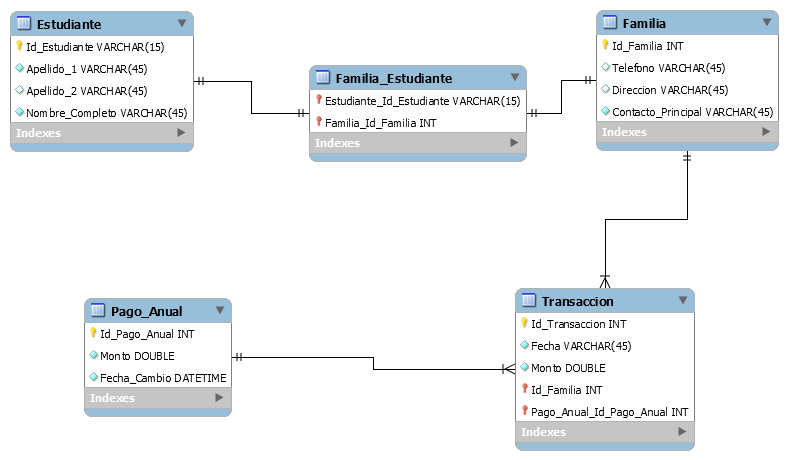 Estudiante
Id_Estudiante VARCHAR(15)
Apellido_1 VARCHAR(45)
Apellido_2 VARCHAR(45)
Nombre_Completo VARCHAR(45)
Indexes
Familia_Estudiante
Estudiante_Id_Estudiante VARCHAR(15)
Familia_Id_Familia INT
Indexes
Familia
Id_Familia INT
Telefono VARCHAR(45)
Direccion VARCHAR(45)
Contacto_Principal VARCHAR(45)
Indexes
Pago_Anual
Id_Pago_Anual INT
Monto DOUBLE
Fecha_Cambio DATETIME
Indexes
Transaccion
Id_Transaccion INT
Fecha VARCHAR(45)
Monto DOUBLE
Id_Familia INT
Pago_Anual_Id_Pago_Anual INT
Indexes